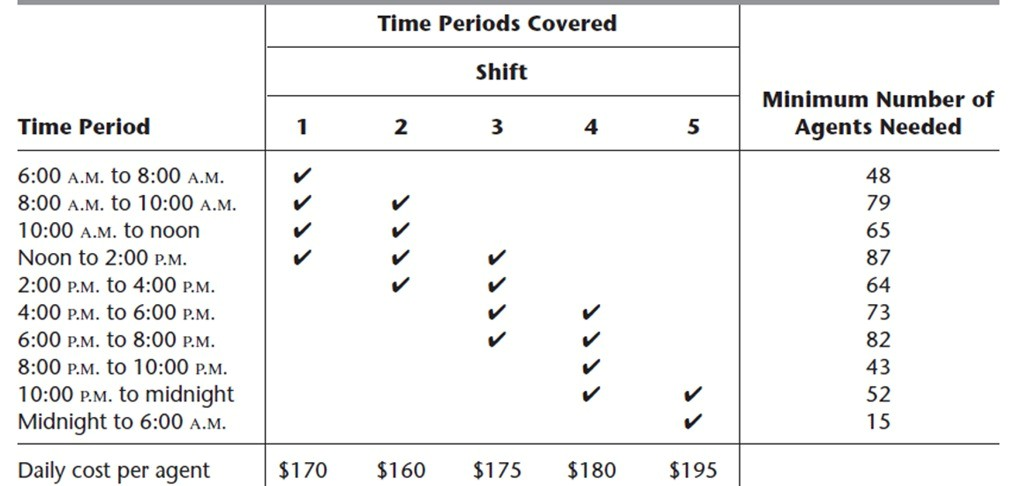 Time Periods Covered
Shift
Time Period 1 2 3 4 5 Minimum Number of Agents Needed
6:00 A.M. to 8:00 A.M. ✔ 48
8:00 A.M. to 10:00 A.M. ✔ ✔ 79
10:00 A.M. to noon ✔ ✔ 65
Noon to 2:00 P.M. ✔ ✔ ✔ 87
2:00 P.M. to 4:00 P.M. ✔ ✔ 64
4:00 P.M. to 6:00 P.M. ✔ ✔ 73
6:00 P.M. to 8:00 P.M. ✔ ✔ 82
8:00 P.M. to 10:00 P.M. ✔ 43
10:00 P.M. to midnight ✔ ✔ 52
Midnight to 6:00 A.M. ✔ 15
Daily cost per agent $170 $160 $175 $180 $195